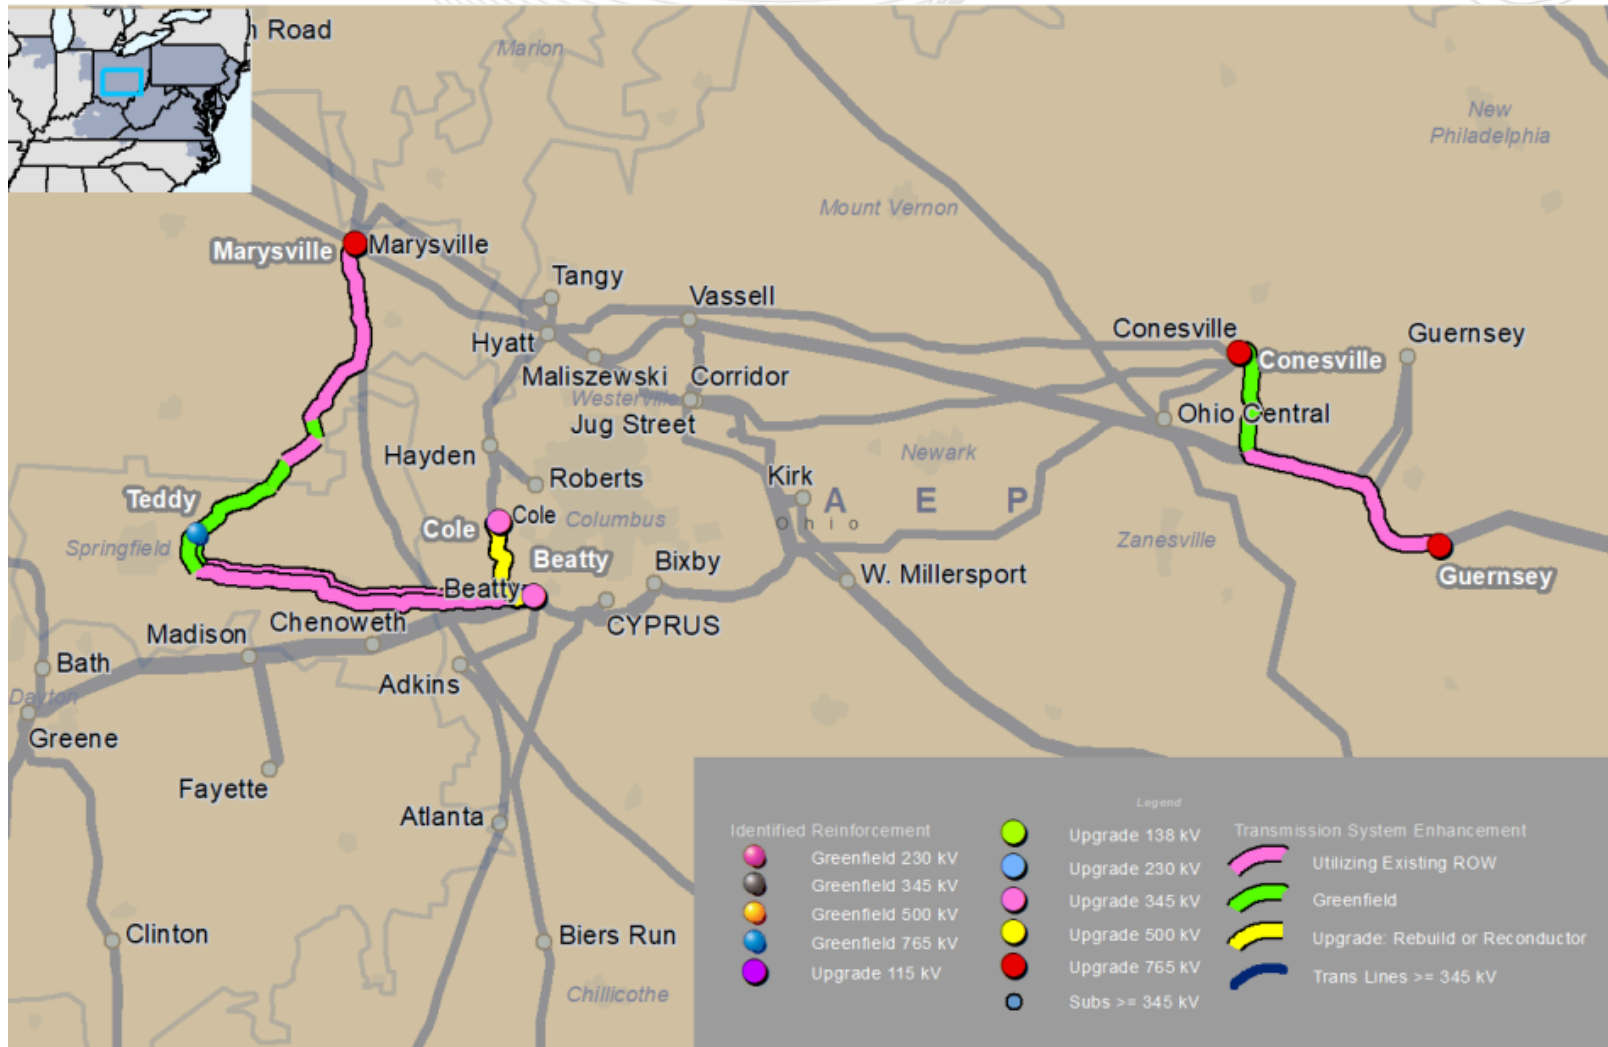 n Road
Marion
New
Philadelphia
Mount Vernon
Marysville
Marysville
Tangy
Vassell
Hyatt
Conesville
Guernsey
Conesville
Maliszewski
Corridor
Westerville
Jug Street
Ohio Central
Hayden
Newark
Roberts
Kirk
Teddy
A E P
Cole
Cole
Columbus
Ohio
Springfield
Zanesville
Beatty
Bixby
Guernsey
Beatty
W. Millersport
Chenoweth
CYPRUS
Madison
Bath
Adkins
Dayton
Greene
Fayette
Atlanta
Clinton
Biers Run
Chillicothe
Legend
Identified Reinforcement
Greenfield 230 kV
Greenfield 345 kV
Greenfield 500 kV
Greenfield 765 kV
Upgrade 115 kV
Upgrade 138 kV
Upgrade 230 kV
Upgrade 345 kV
Upgrade 500 kV
Upgrade 765 kV
Subs >= 345 kV
Transmission System Enhancement
Utilizing Existing ROW
Greenfield
Upgrade: Rebuild or Reconductor
Trans Lines >= 345 kV